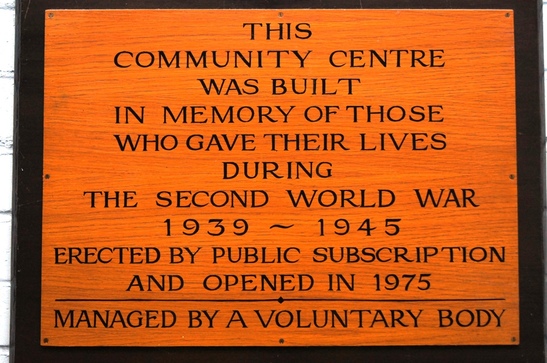 THIS
COMMUNITY CENTRE
WAS BUILT
IN MEMORY OF THOSE
WHO GAVE THEIR LIVES
DURING
THE SECOND WORLD WAR
1939 ~ 1945
ERECTED BY PUBLIC SUBSCRIPTION
AND OPENED IN 1975
MANAGED BY A VOLUNTARY BODY